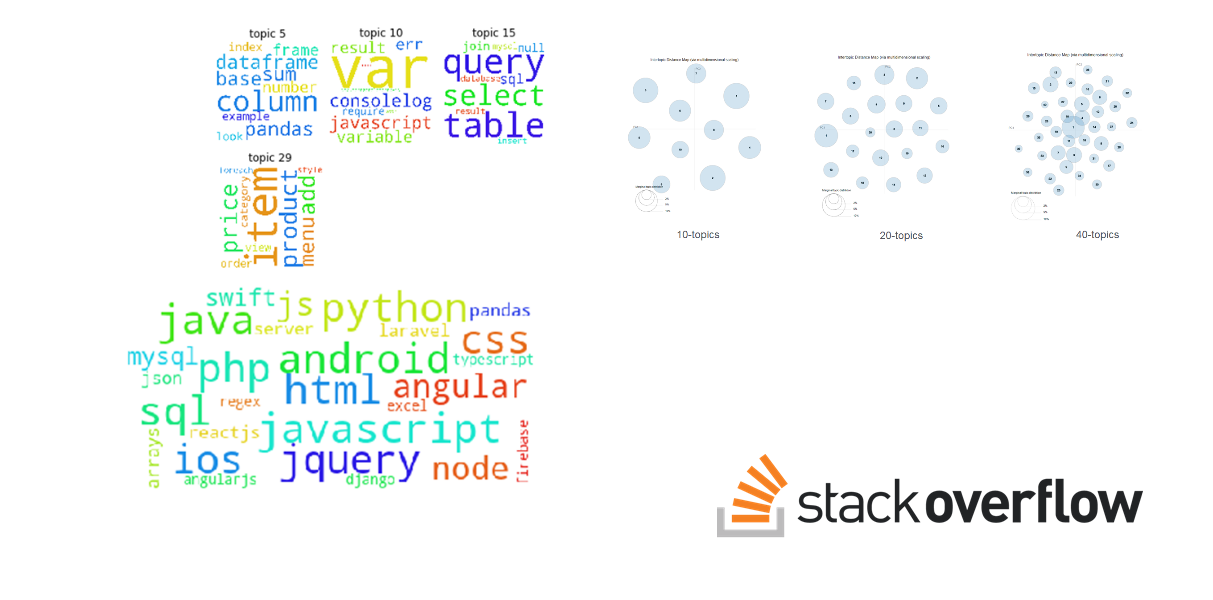 topic 5
index frame
dataframe
base sum
number
column
example
look pandas
topic 10
result err
var
consolelog
require
javascript
variable
topic 15
join mysql null
query
database sql
select
result
table
insert
topic 29
foreach style
price
category
item
product
menu
add
view
order
swift js python pandas
java server laravel css
mysql php android typescript
json html angular
sql regex excel
arrays reactjs javascript firebase
ios jquery node
angularjs django
Intertopic Distance Map (via multidimensional scaling)
10-topics
Intertopic Distance Map (via multidimensional scaling)
20-topics
Intertopic Distance Map (via multidimensional scaling)
40-topics
stackoverflow